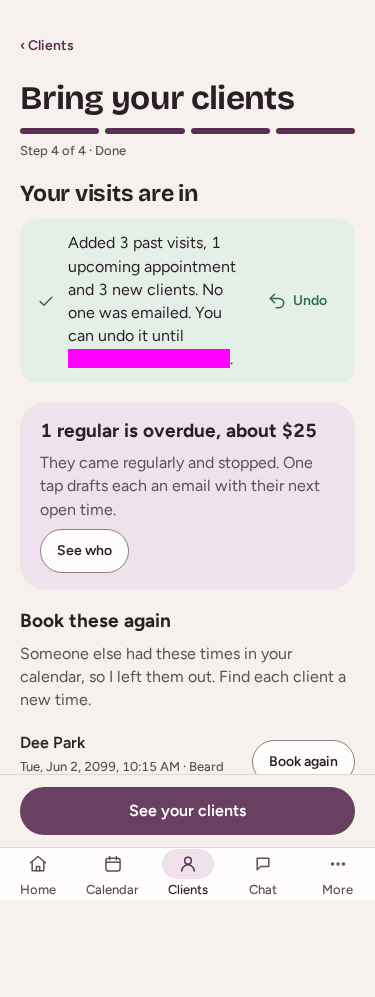 ‹ Clients
Bring your clients
Step 4 of 4 · Done
Your visits are in
Added 3 past visits, 1
upcoming appointment
and 3 new clients. No
one was emailed. You
can undo it until
.
Undo
1 regular is overdue, about $25
They came regularly and stopped. One
tap drafts each an email with their next
open time.
See who
Book these again
Someone else had these times in your
calendar, so I left them out. Find each client a
new time.
Dee Park
Tue, Jun 2, 2099, 10:15 AM · Beard
Book again
See your clients
Home
Calendar
Clients
Chat
More